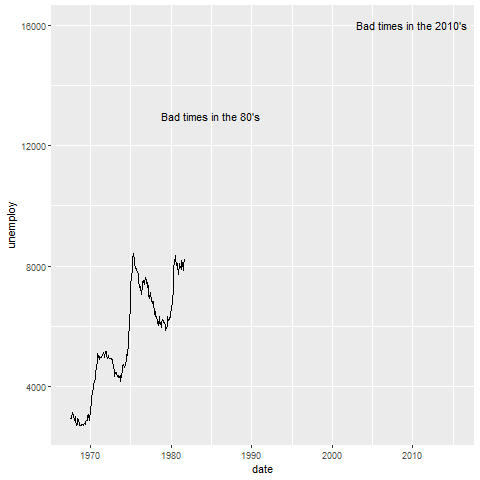 Bad times in the 2010's
16000
Bad times in the 80's
12000
unemploy
8000
4000
1970 1980 1990 2000 2010
date